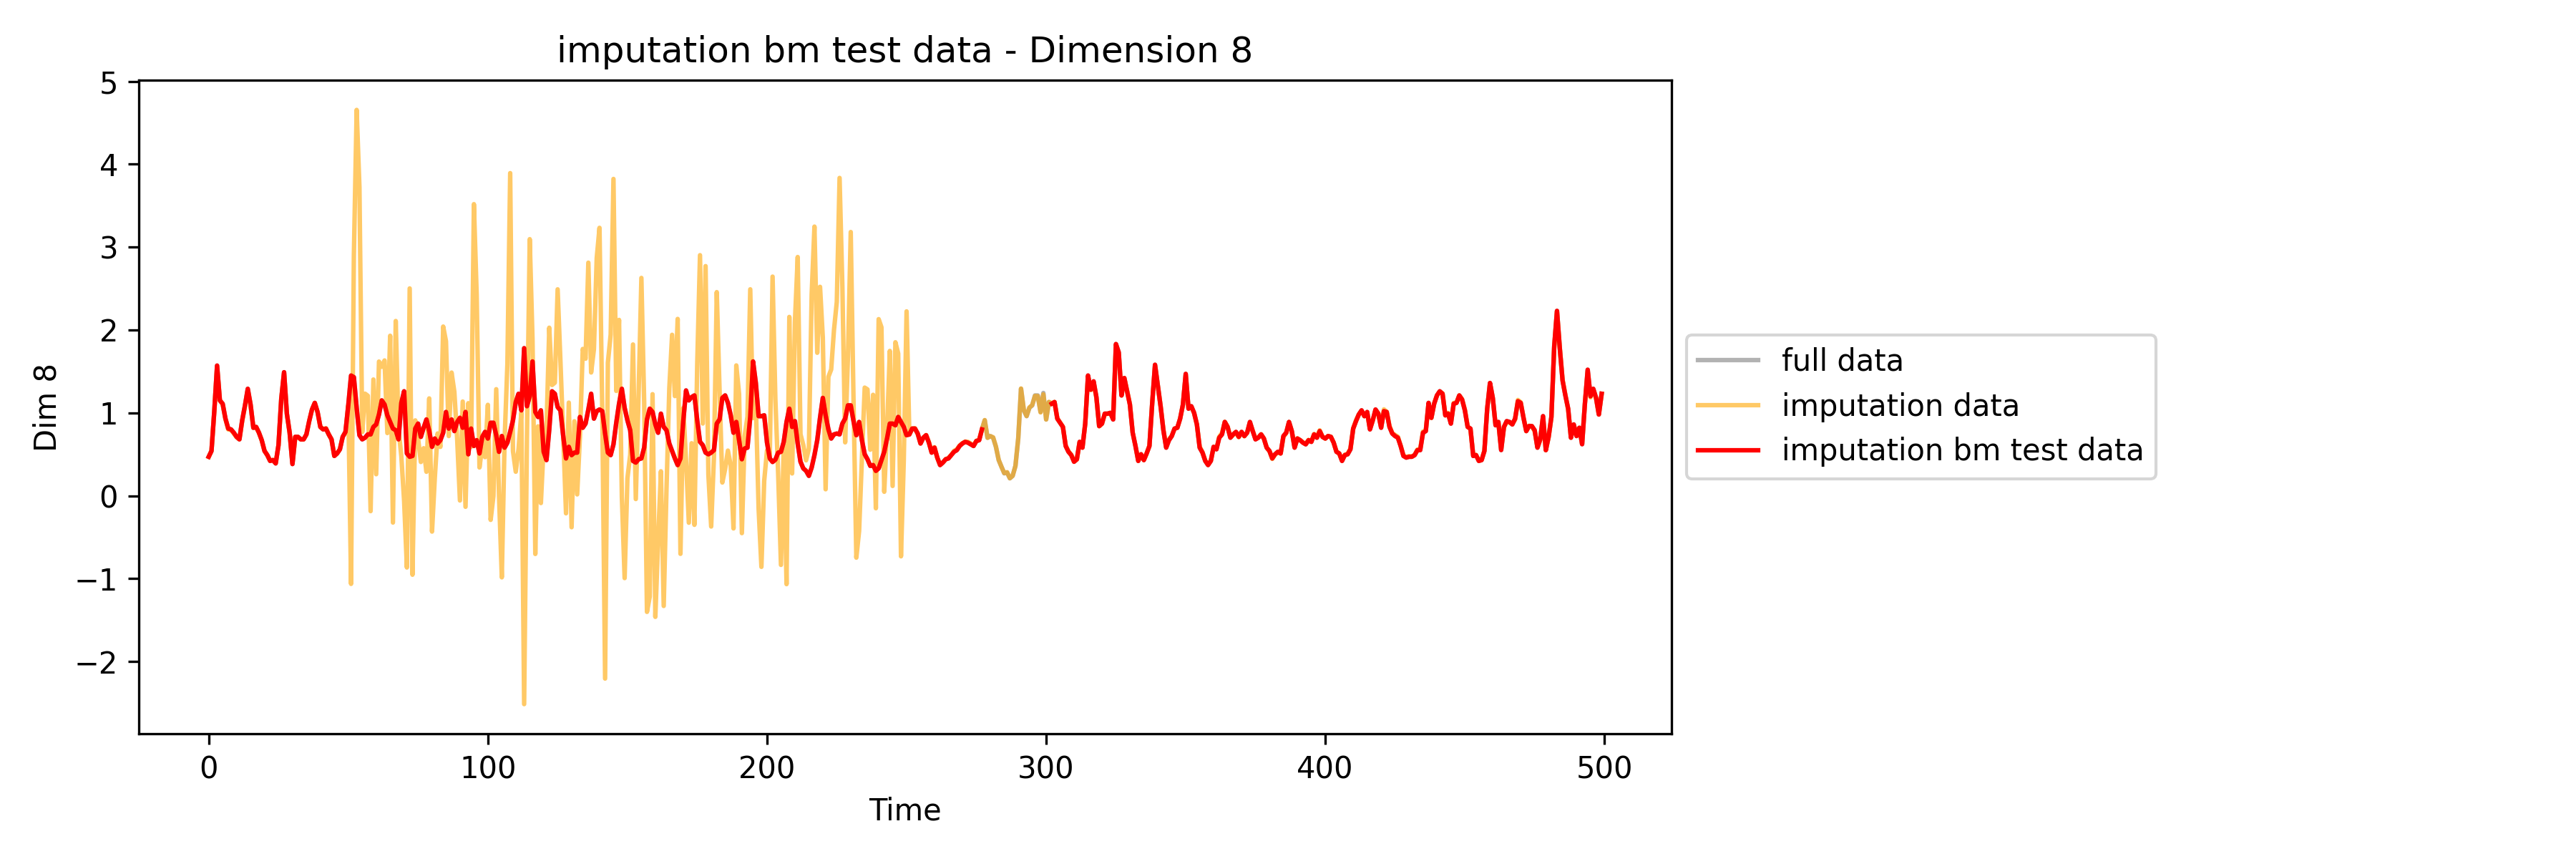 imputation bm test data - Dimension 8
5
4
3
2
1
0
−1
−2
Dim 8
0 100 200 300 400 500
Time
full data
imputation data
imputation bm test data